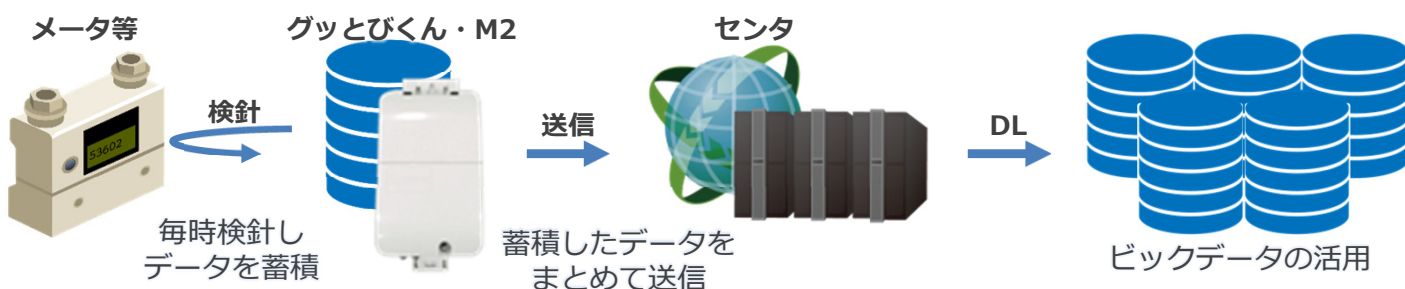 メータ等
グッとびくん・M2
センタ
検針
送信
DL
53602
毎時検針し
データを蓄積
蓄積したデータを
まとめて送信
ビックデータの活用